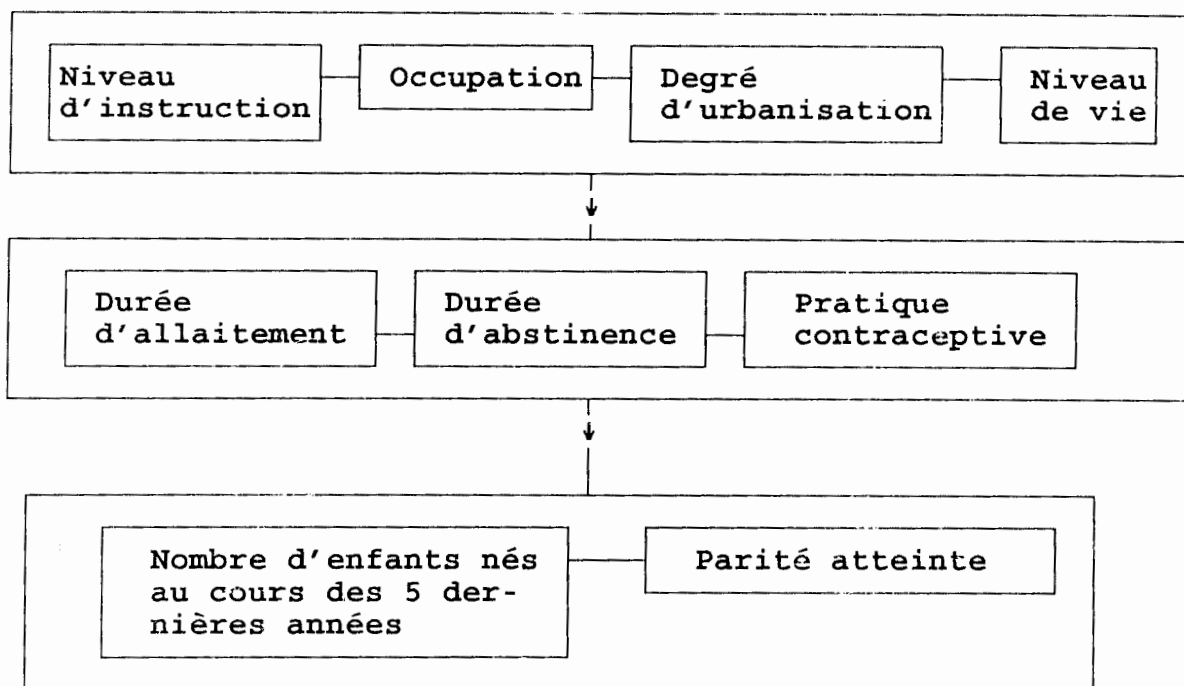 Niveau
d'instruction
Occupation
Degré
d'urbanisation
Niveau
de vie
Durée
d'allaitement
Durée
d'abstinence
Pratique
contraceptive
Nombre d'enfants nés
au cours des 5 der-
nières années
Parité atteinte